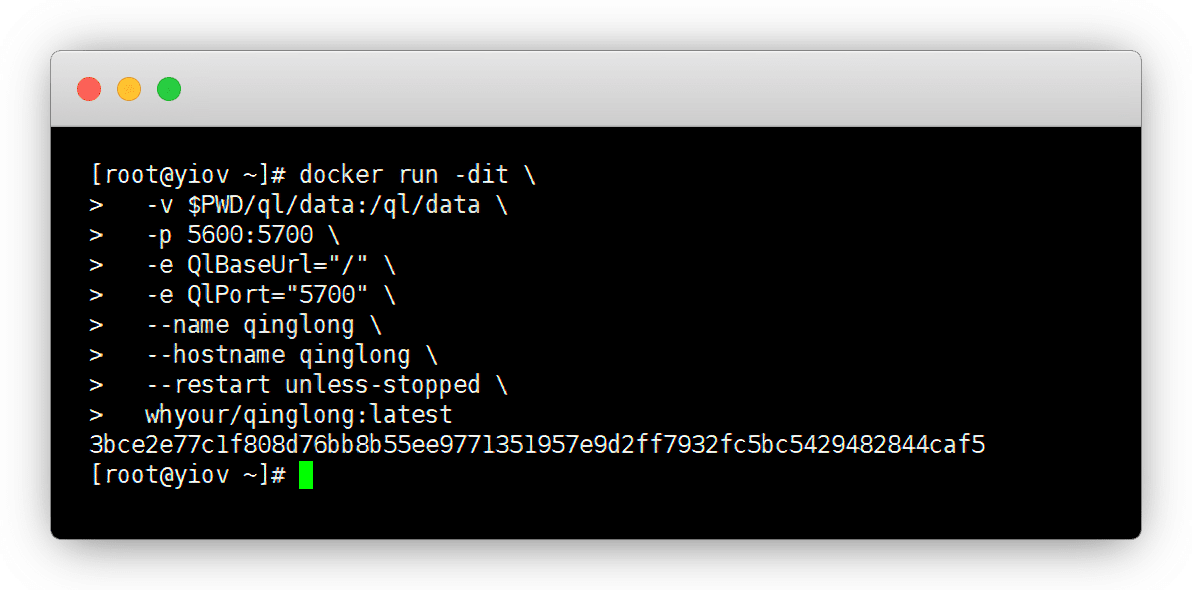 [root@yiov ~]# docker run -dit \
>   -v $PWD/ql/data:/ql/data \
>   -p 5600:5700 \
>   -e QlBaseUrl="/" \
>   -e QlPort="5700" \
>   --name qinglong \
>   --hostname qinglong \
>   --restart unless-stopped \
>   whyour/qinglong:latest
3bce2e77c1f808d76bb8b55ee9771351957e9d2ff7932fc5bc5429482844caf5
[root@yiov ~]#